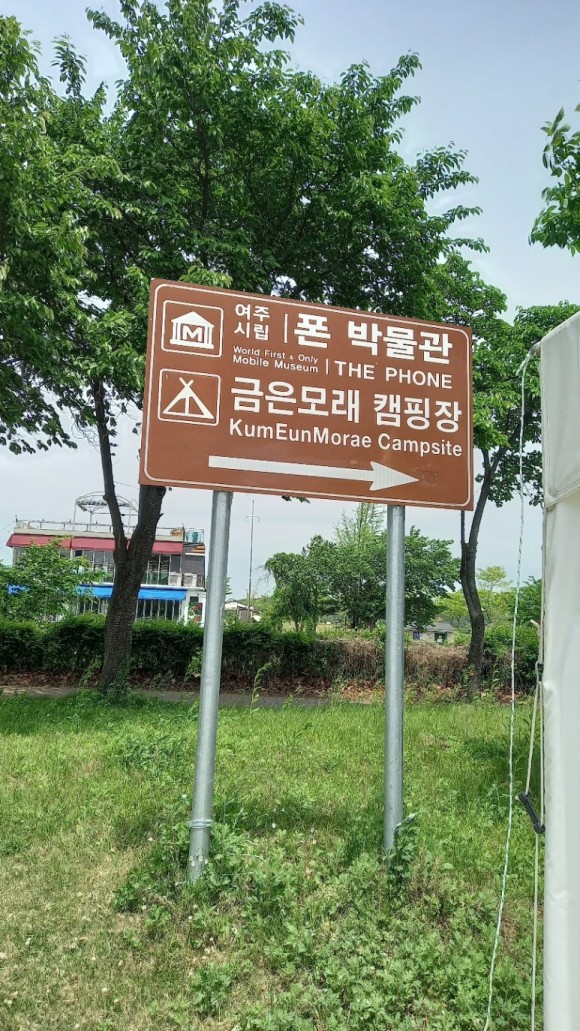 M
여주
시립
폰 박물관
World First & Only
Mobile Museum
THE PHONE
금은모래 캠핑장
KumEunMorae Campsite